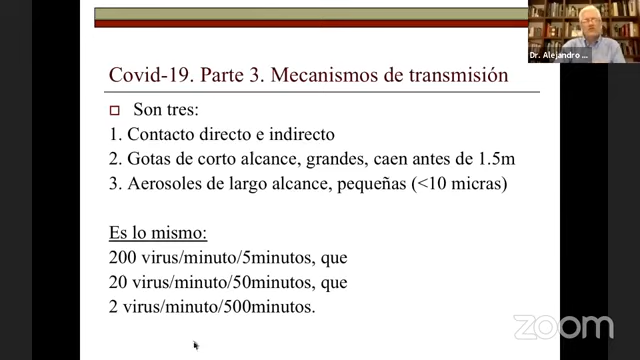 Dr. Alejandro ...
Covid-19. Parte 3. Mecanismos de transmisión
Son tres:
1. Contacto directo e indirecto
2. Gotas de corto alcance, grandes, caen antes de 1.5m
3. Aerosoles de largo alcance, pequeñas (<10 micras)
Es lo mismo:
200 virus/minuto/5minutos, que
20 virus/minuto/50minutos, que
2 virus/minuto/500minutos.
zoom